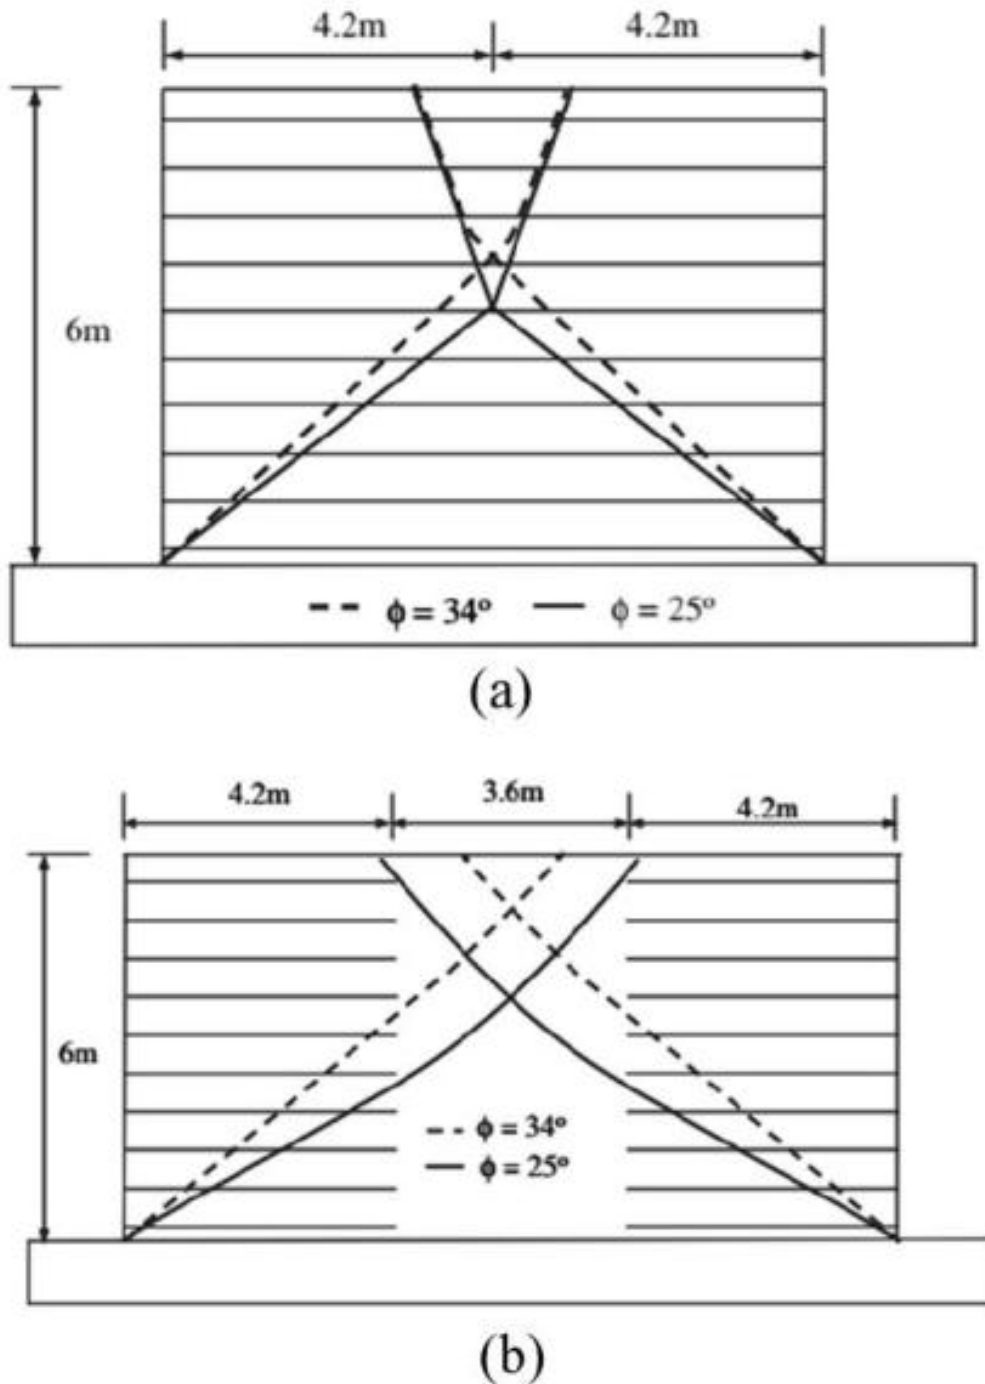 4.2m 4.2m
6m
ϕ = 34° ϕ = 25°
(a)
4.2m 3.6m 4.2m
6m
ϕ = 34°
ϕ = 25°
(b)